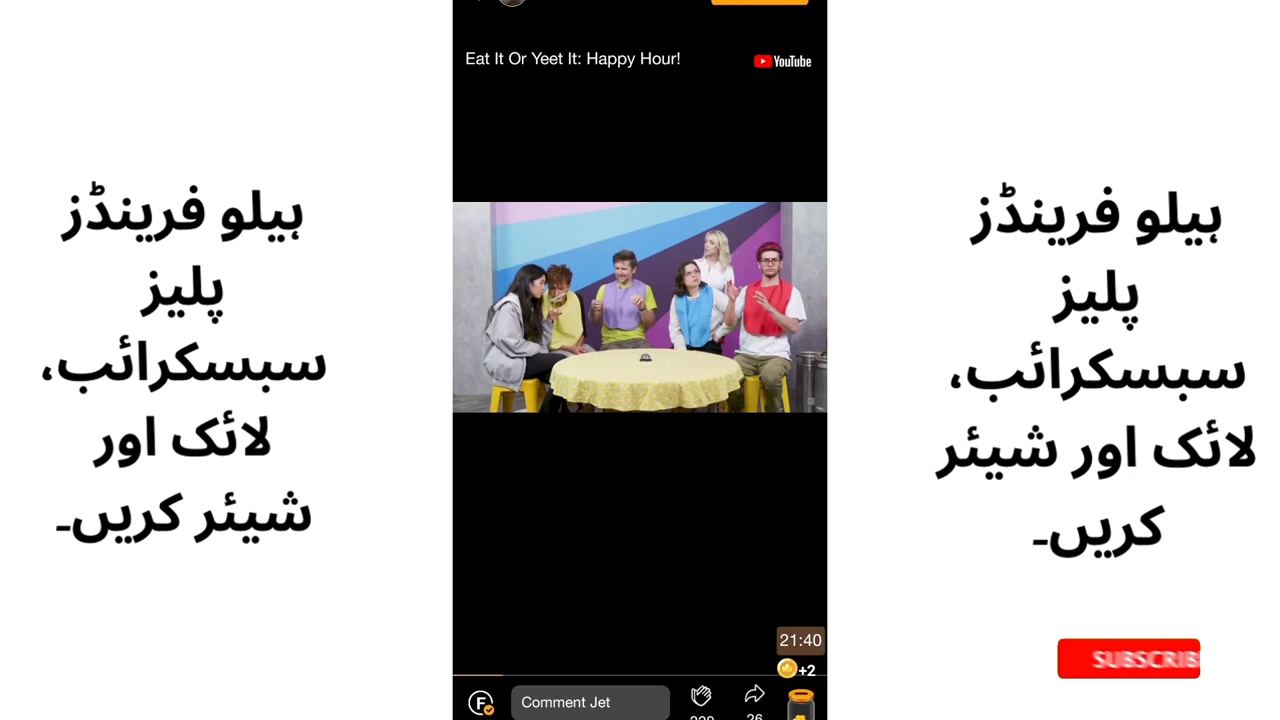 ہیلو فرینڈز
پلیز
سبسکرائب،
لائک اور
شیئر کریں۔
Eat It Or Yeet It: Happy Hour!
YouTube
21:40
+2
F
Comment Jet
26
ہیلو فرینڈز
پلیز
سبسکرائب،
لائک اور شیئر
کریں۔